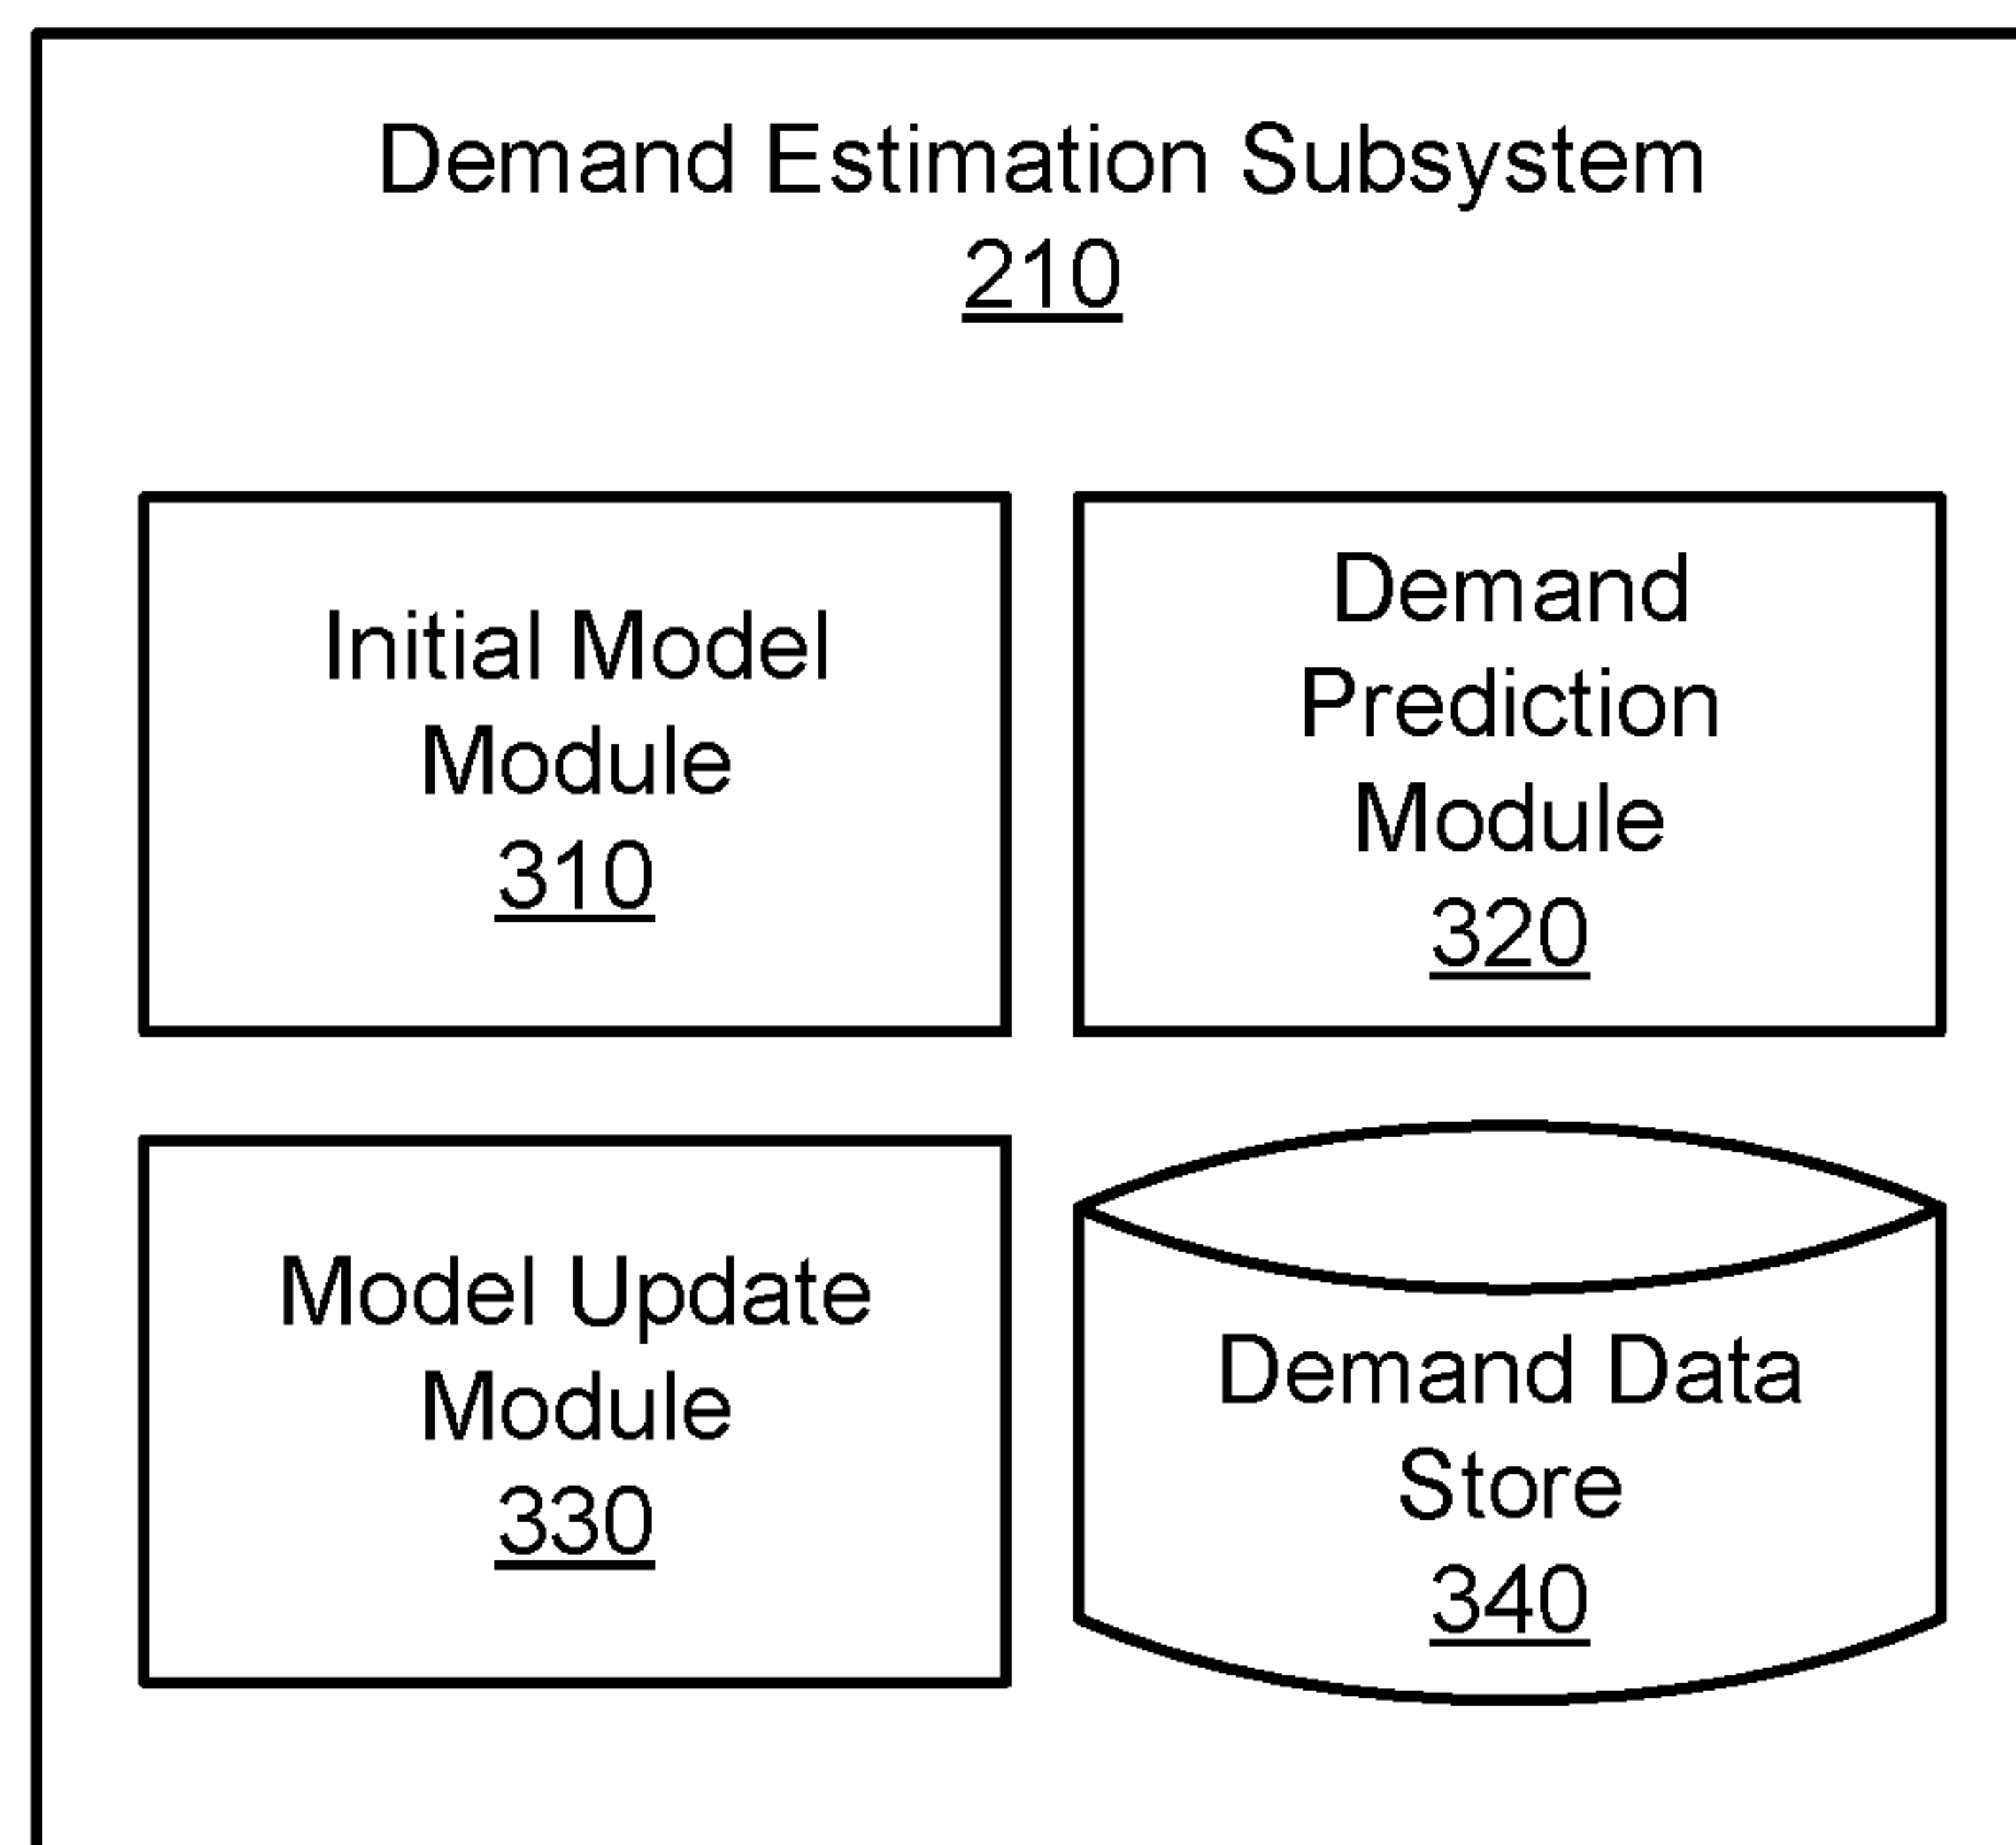 Demand Estimation Subsystem
210
Initial Model
Module
310
Demand
Prediction
Module
320
Model Update
Module
330
Demand Data
Store
340